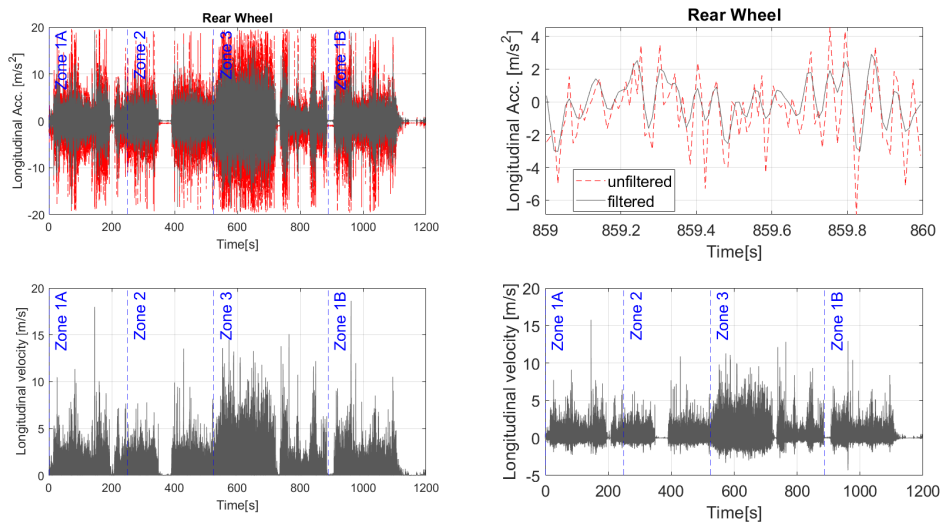 Rear Wheel
Longitudinal Acc. [m/s²]
20
10
0
-10
-20
Zone 1A
Zone 2
Zone 3
Zone 1B
0 200 400 600 800 1000 1200
Time[s]
Rear Wheel
Longitudinal Acc. [m/s²]
4
2
0
-2
-4
-6
unfiltered
filtered
859 859.2 859.4 859.6 859.8 860
Time[s]
Longitudinal velocity [m/s]
20
15
10
5
0
Zone 1A
Zone 2
Zone 3
Zone 1B
0 200 400 600 800 1000 1200
Time[s]
Longitudinal velocity [m/s]
20
15
10
5
0
-5
Zone 1A
Zone 2
Zone 3
Zone 1B
0 200 400 600 800 1000 1200
Time[s]